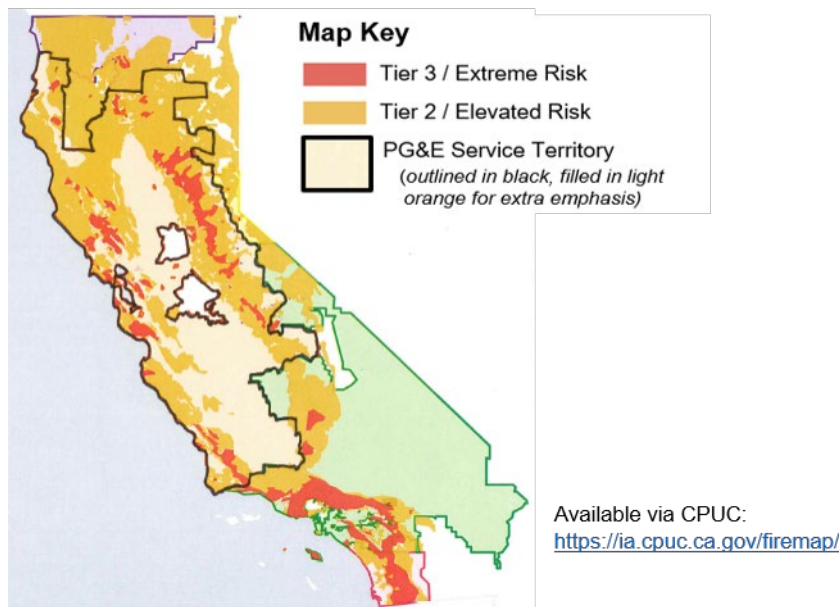 Map Key
Tier 3 / Extreme Risk
Tier 2 / Elevated Risk
PG&E Service Territory
(outlined in black, filled in light
orange for extra emphasis)
Available via CPUC:
https://ia.cpuc.ca.gov/firemap/